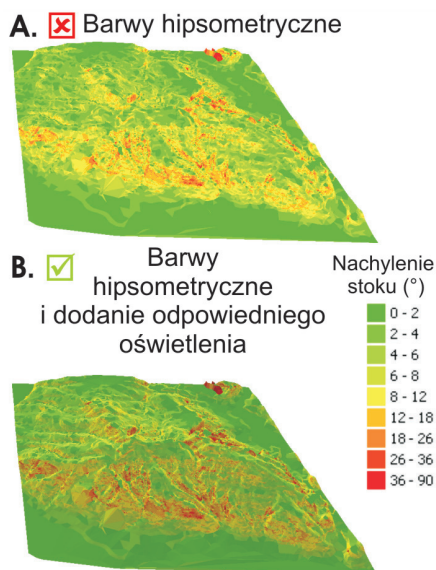 A. Barwy hipsometryczne
B. Barwy
hipsometryczne
i dodanie odpowiedniego
oświetlenia
Nachylenie
stoku (°)
0 - 2
2 - 4
4 - 6
6 - 8
8 - 12
12 - 18
18 - 26
26 - 36
36 - 90